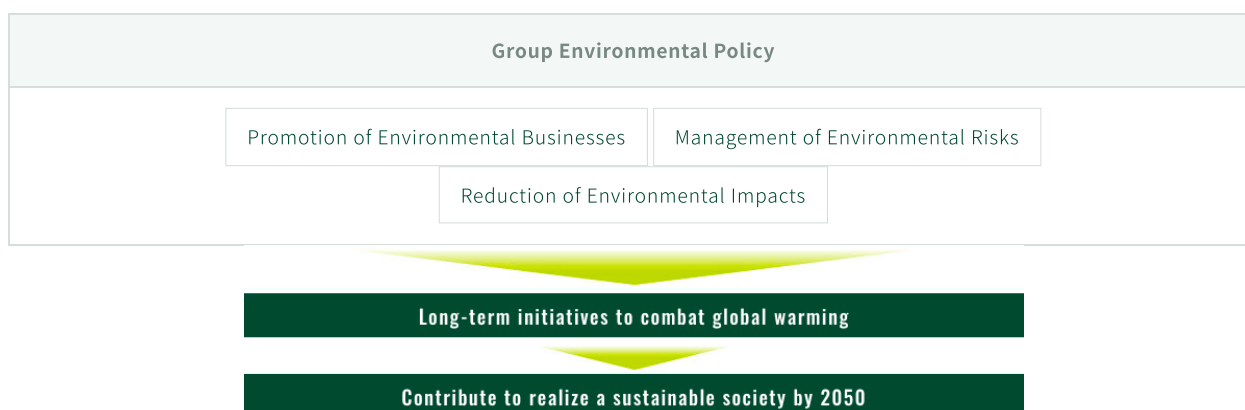 Group Environmental Policy
Promotion of Environmental Businesses
Management of Environmental Risks
Reduction of Environmental Impacts
Long-term initiatives to combat global warming
Contribute to realize a sustainable society by 2050